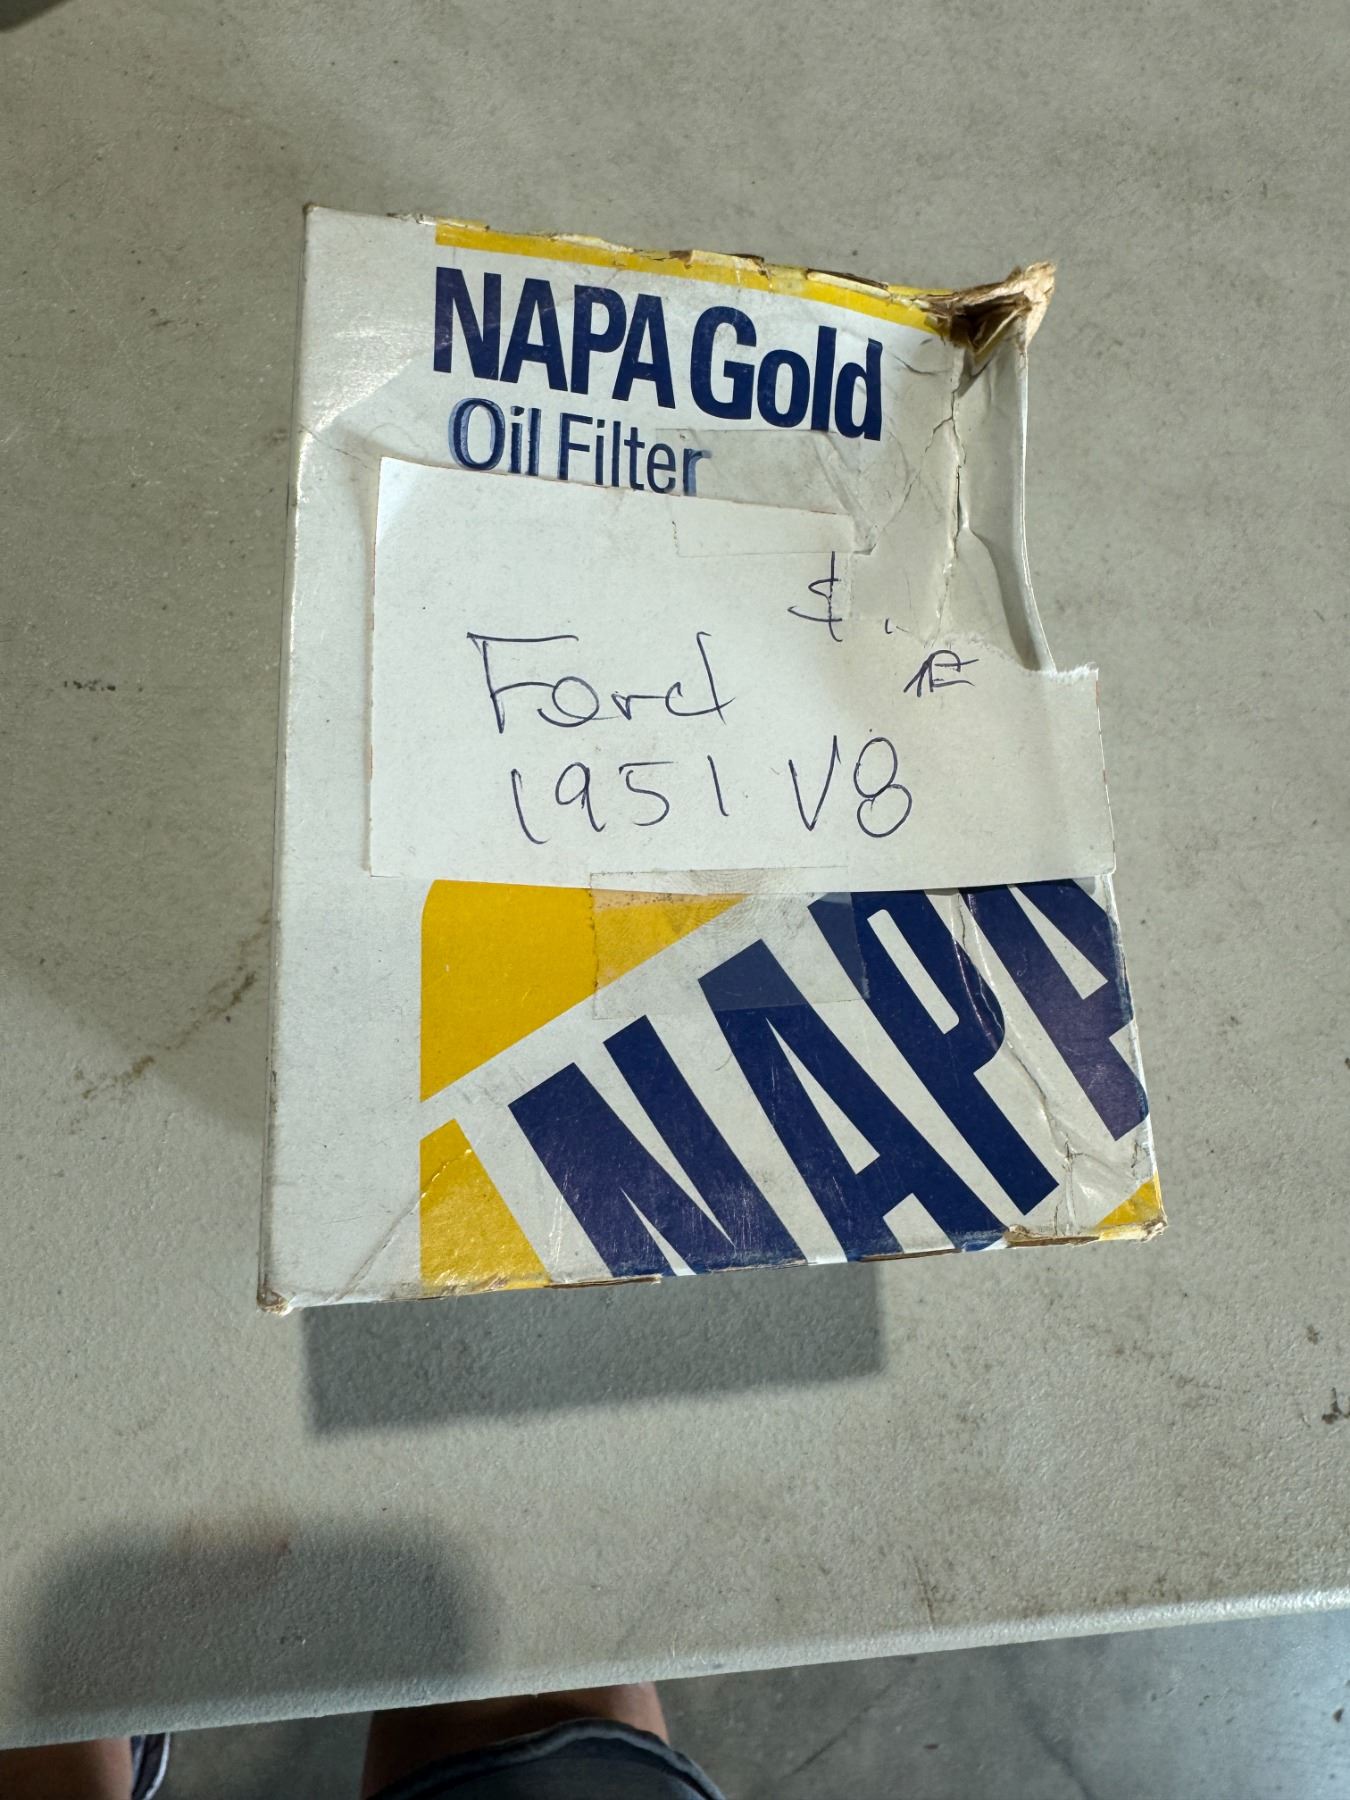 NAPA Gold
Oil Filter
$.
Ford
1951 V8
NAPA